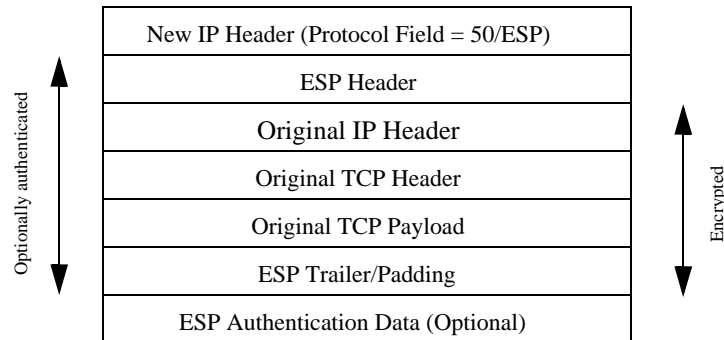 New IP Header (Protocol Field = 50/ESP)
ESP Header
Original IP Header
Original TCP Header
Original TCP Payload
ESP Trailer/Padding
ESP Authentication Data (Optional)
Optionally authenticated
Encrypted